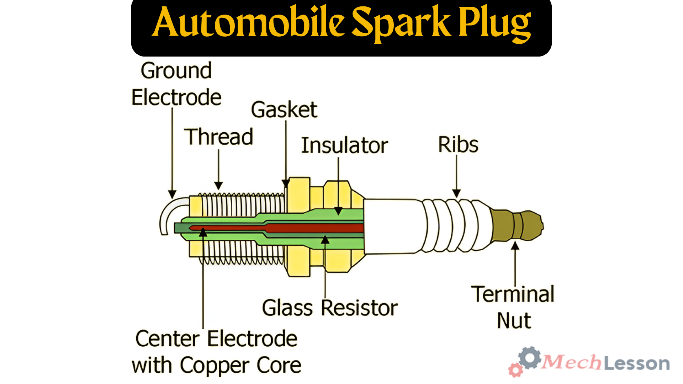 Automobile Spark Plug
Ground
Electrode
Gasket
Thread
Insulator
Ribs
Glass Resistor
Terminal
Nut
Center Electrode
with Copper Core
MechLesson